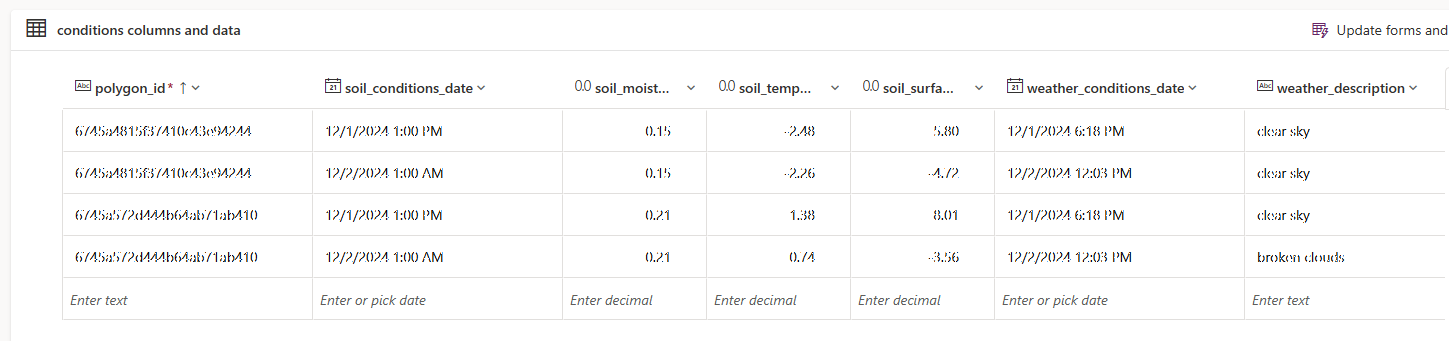 conditions columns and data
Update forms and
Abc polygon_id* ↑ 21 soil_conditions_date 0.0 soil_moist... 0.0 soil_temp... 0.0 soil_surfa... 21 weather_conditions_date Abc weather_description
6745a4815f37410c43e94244 12/1/2024 1:00 PM 0.15 -2.48 5.80 12/1/2024 6:18 PM clear sky
6745a4815f37410c43e94244 12/2/2024 1:00 AM 0.15 -2.26 -4.72 12/2/2024 12:03 PM clear sky
6745a572d444b64ab71ab410 12/1/2024 1:00 PM 0.21 1.38 8.01 12/1/2024 6:18 PM clear sky
6745a572d444b64ab71ab410 12/2/2024 1:00 AM 0.21 0.74 -3.56 12/2/2024 12:03 PM broken clouds
Enter text Enter or pick date Enter decimal Enter decimal Enter decimal Enter or pick date Enter text